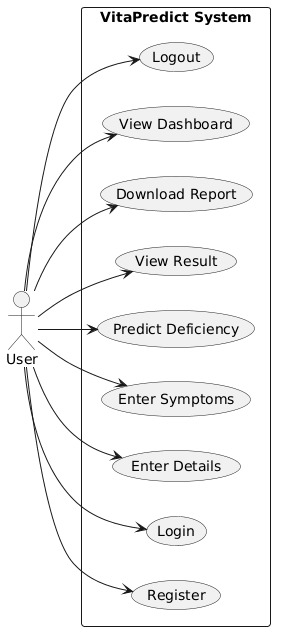 VitaPredict System
Logout
View Dashboard
Download Report
View Result
Predict Deficiency
User
Enter Symptoms
Enter Details
Login
Register